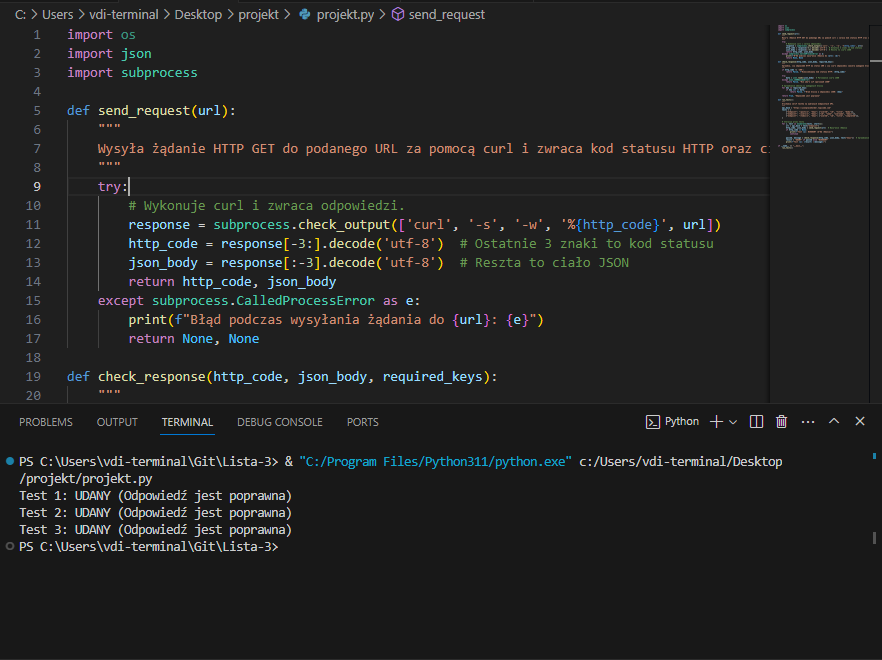 C: > Users > vdi-terminal > Desktop > projekt > projekt.py > send_request
1 import os
2 import json
3 import subprocess
4
5 def send_request(url):
6 """
7 Wysyła żądanie HTTP GET do podanego URL za pomocą curl i zwraca kod statusu HTTP oraz
8 """
9 try:
10 # Wykonuje curl i zwraca odpowiedzi.
11 response = subprocess.check_output(['curl', '-s', '-w', '%{http_code}', url])
12 http_code = response[-3:].decode('utf-8')  # Ostatnie 3 znaki to kod statusu
13 json_body = response[:-3].decode('utf-8')  # Reszta to ciało JSON
14 return http_code, json_body
15 except subprocess.CalledProcessError as e:
16 print(f"Błąd podczas wysyłania żądania do {url}: {e}")
17 return None, None
18
19 def check_response(http_code, json_body, required_keys):
20 """
PROBLEMS OUTPUT TERMINAL DEBUG CONSOLE PORTS Python
PS C:\Users\vdi-terminal\Git\Lista-3> & "C:/Program Files/Python311/python.exe" c:/Users/vdi-terminal/Desktop
/projekt/projekt.py
Test 1: UDANY (Odpowiedź jest poprawna)
Test 2: UDANY (Odpowiedź jest poprawna)
Test 3: UDANY (Odpowiedź jest poprawna)
PS C:\Users\vdi-terminal\Git\Lista-3>